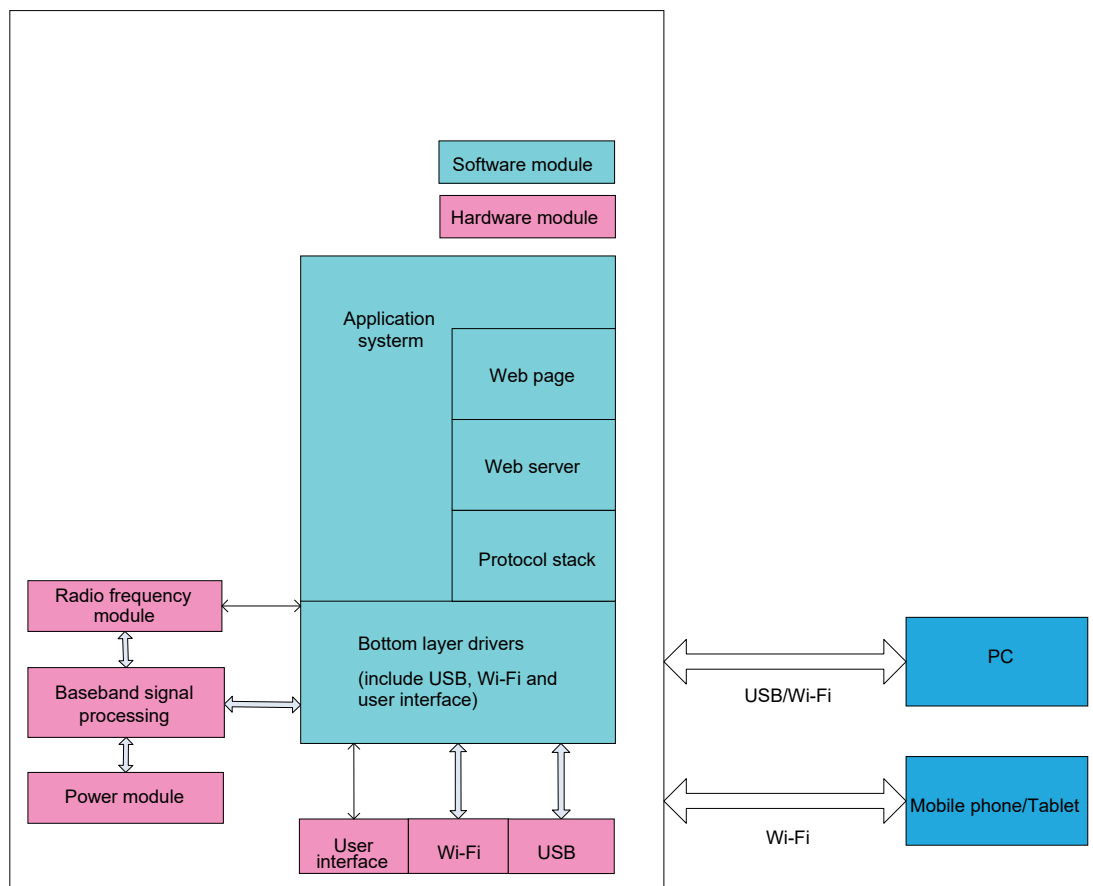 Software module
Hardware module
Application
systerm
Web page
Web server
Protocol stack
Radio frequency
module
Bottom layer drivers
(include USB, Wi-Fi and
user interface)
Baseband signal
processing
Power module
User
interface
Wi-Fi
USB
PC
USB/Wi-Fi
Mobile phone/Tablet
Wi-Fi